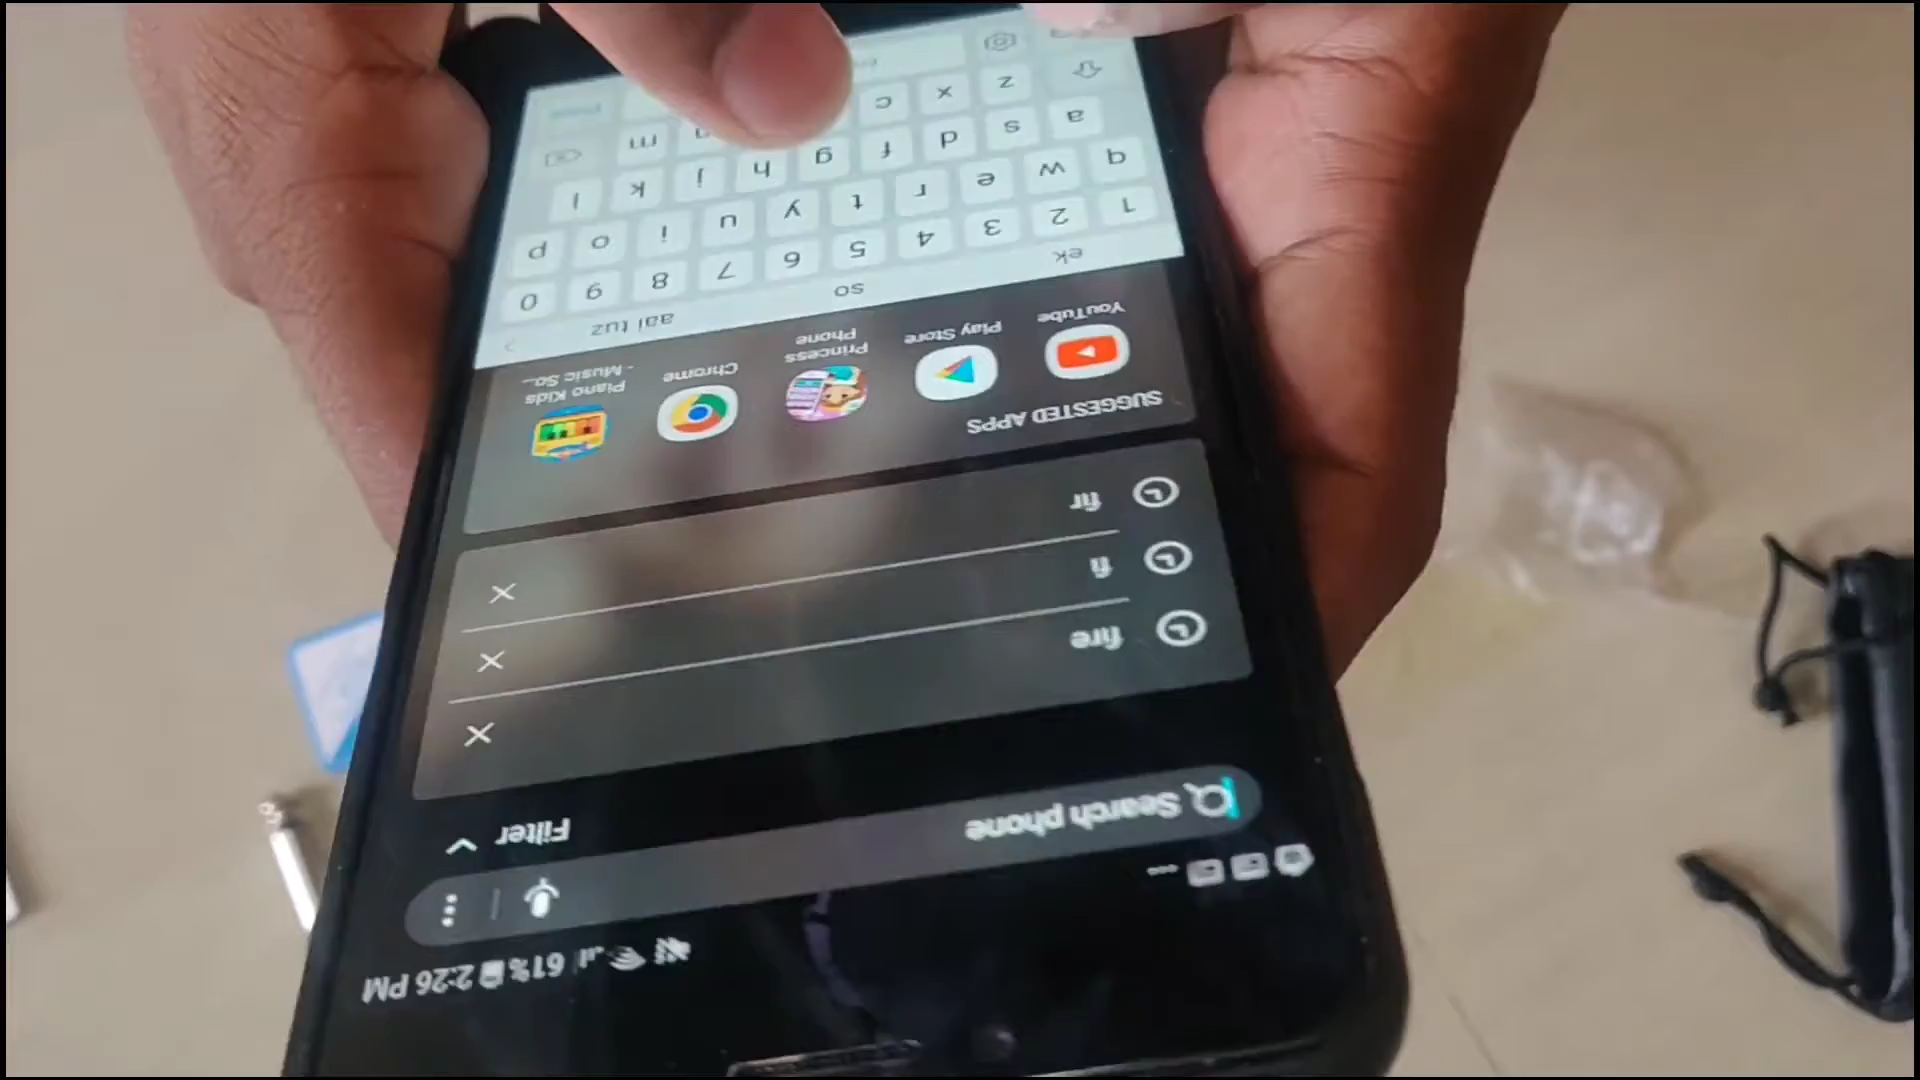 61% 2:26 PM
Search phone
Filter
fire
fi
fir
SUGGESTED APPS
YouTube
Play Store
Princess
Phone
Chrome
Piano Kids
- Music So...
ek
so
aai tuz
1 2 3 4 5 6 7 8 9 0
q w e r t y u i o p
a s d f g h j k l
z x c m